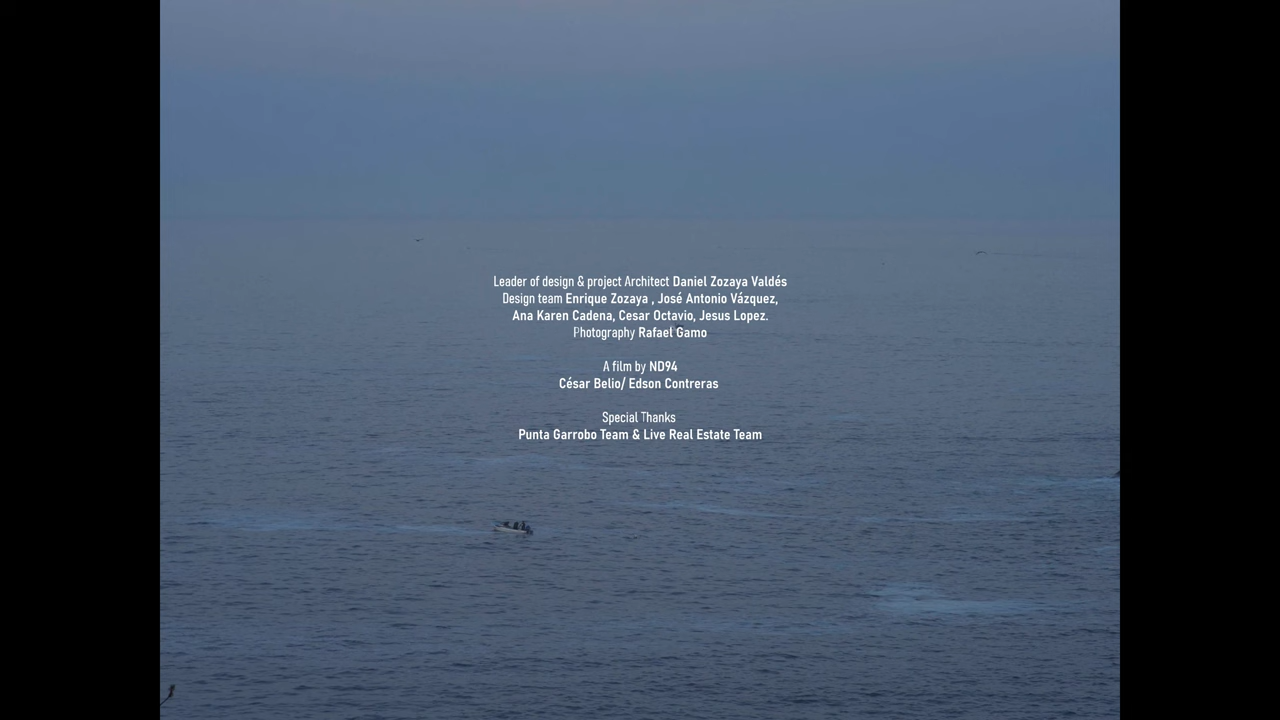 Leader of design & project Architect Daniel Zozaya Valdés
Design team Enrique Zozaya , José Antonio Vázquez,
Ana Karen Cadena, Cesar Octavio, Jesus Lopez.
Photography Rafael Gamo
A film by ND94
César Belio/ Edson Contreras
Special Thanks
Punta Garrobo Team & Live Real Estate Team